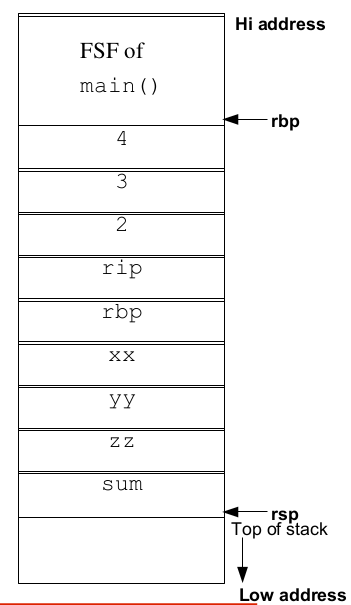 Hi address
FSF of
main()
rbp
4
3
2
rip
rbp
xx
yy
zz
sum
rsp
Top of stack
Low address